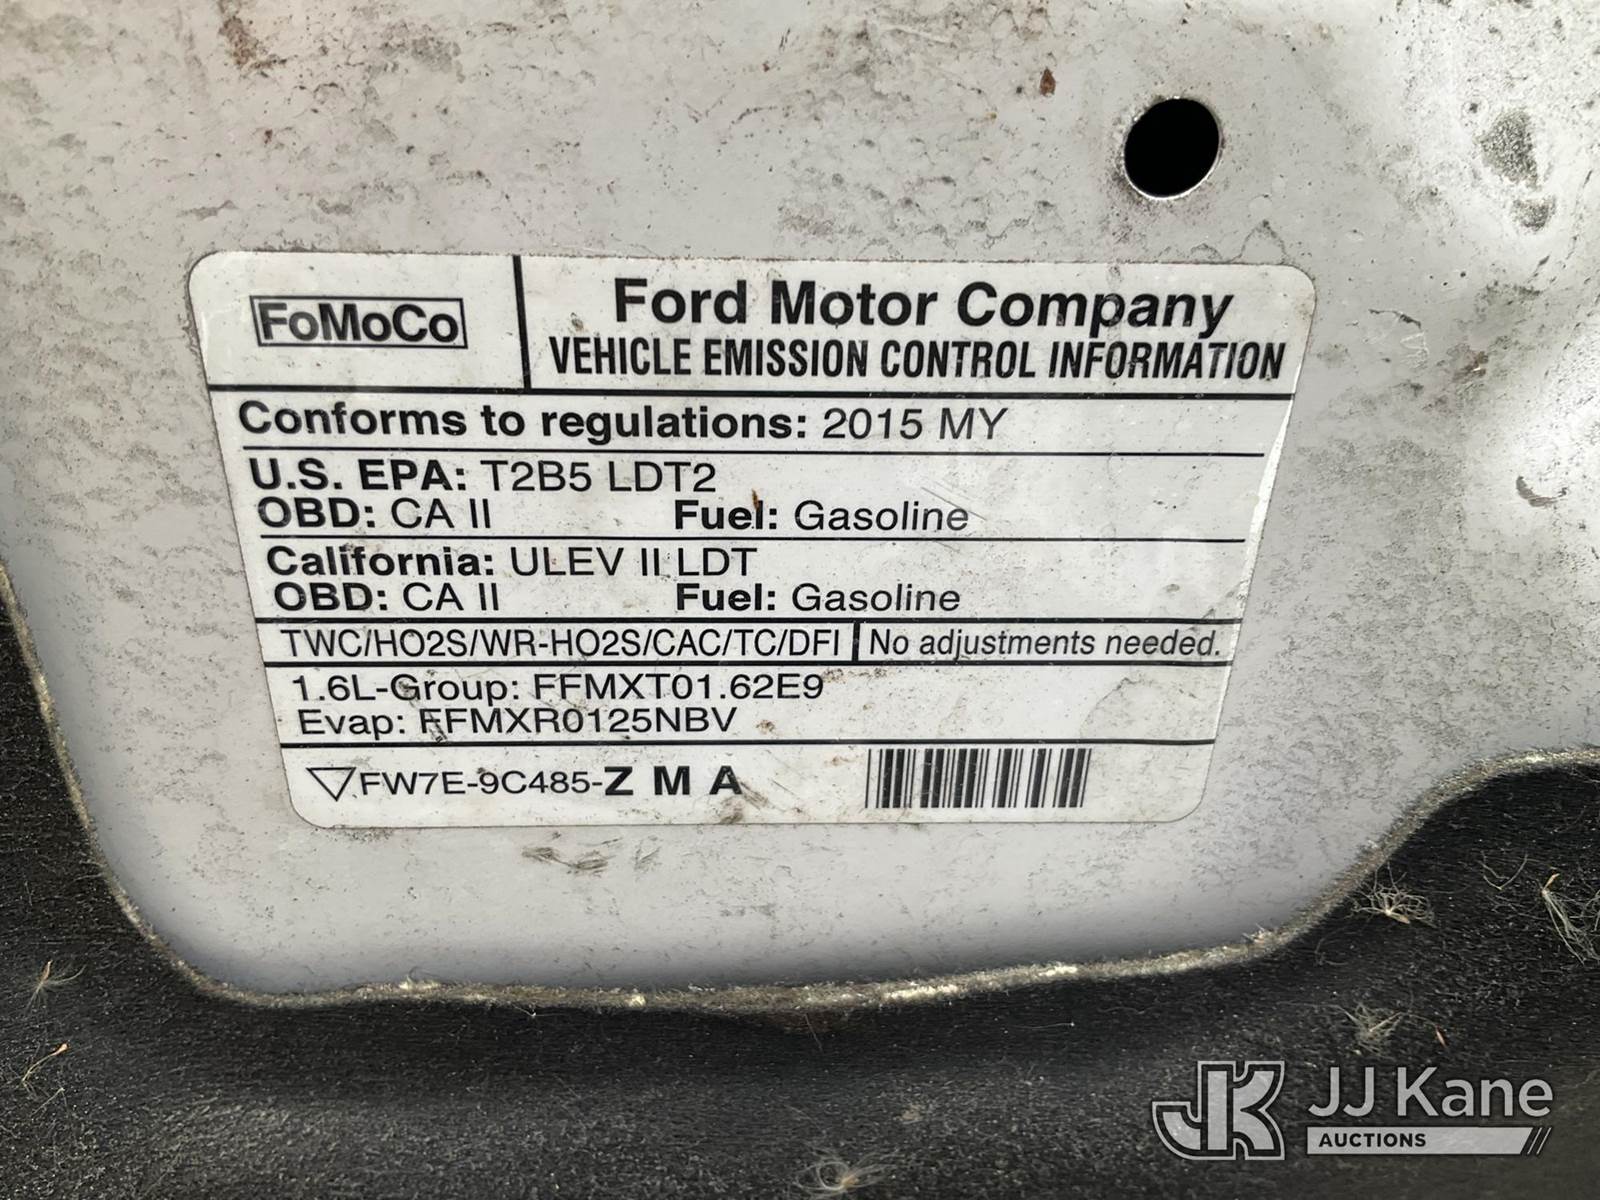 FoMoCo
Ford Motor Company
VEHICLE EMISSION CONTROL INFORMATION
Conforms to regulations: 2015 MY
U.S. EPA: T2B5 LDT2
OBD: CA II Fuel: Gasoline
California: ULEV II LDT
OBD: CA II Fuel: Gasoline
TWC/HO2S/WR-HO2S/CAC/TC/DFI No adjustments needed.
1.6L-Group: FFMXT01.62E9
Evap: FFMXR0125NBV
FW7E-9C485-Z M A
JK JJ Kane
AUCTIONS